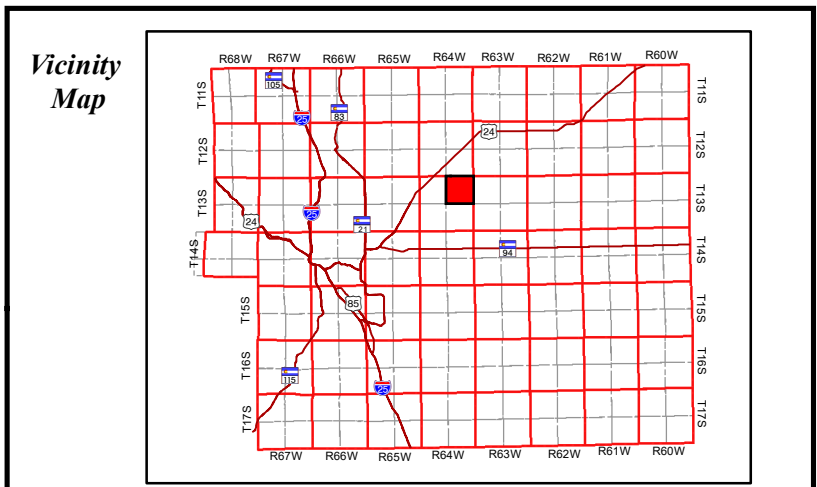 Vicinity
Map
R68W R67W R66W R65W R64W R63W R62W R61W R60W
T11S T11S
105
83
25
24
T12S T12S
T13S T13S
25
24
21
94
T14S T14S
85
T15S T15S
T16S T16S
115
25
T17S T17S
R67W R66W R65W R64W R63W R62W R61W R60W